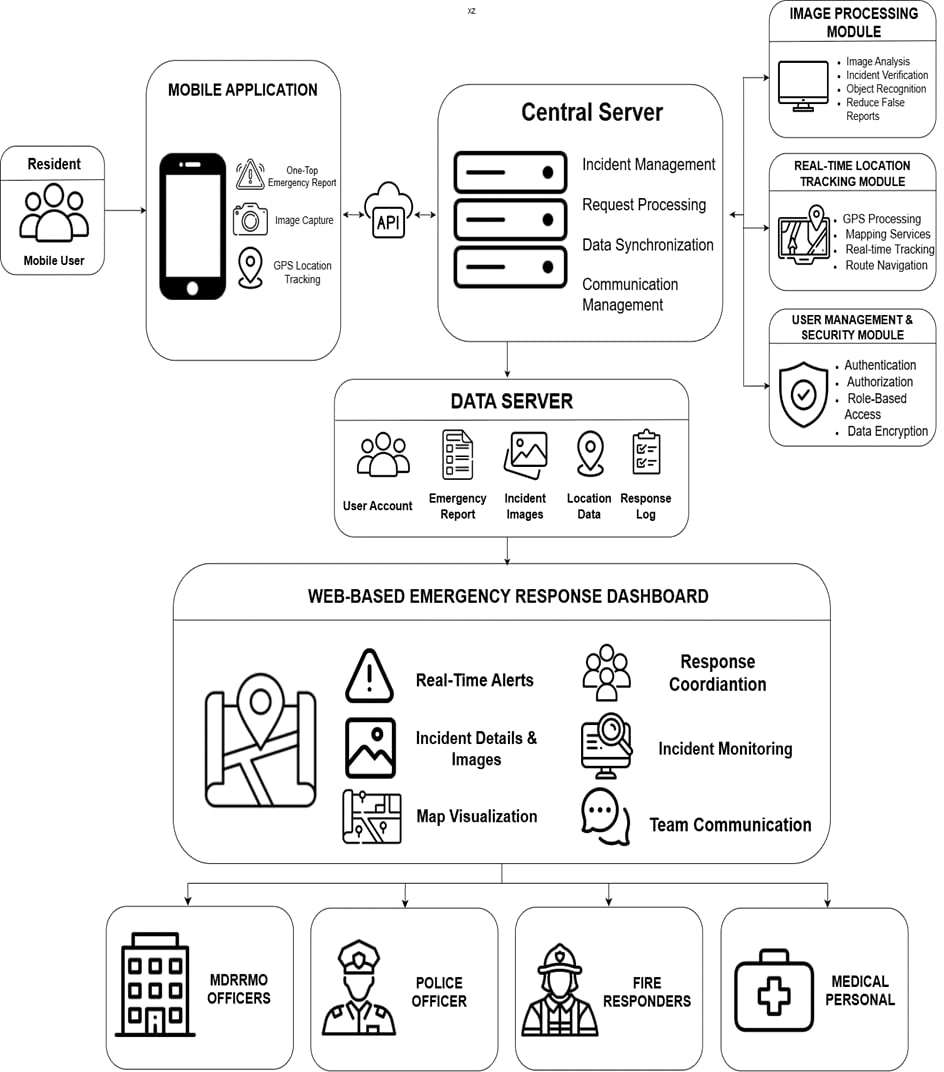 xz
IMAGE PROCESSING
MODULE
• Image Analysis
• Incident Verification
• Object Recognition
• Reduce False
Reports
MOBILE APPLICATION
One-Top
Emergency Report
Image Capture
GPS Location
Tracking
Resident
Mobile User
API
Central Server
Incident Management
Request Processing
Data Synchronization
Communication
Management
REAL-TIME LOCATION
TRACKING MODULE
• GPS Processing
• Mapping Services
• Real-time Tracking
• Route Navigation
USER MANAGEMENT &
SECURITY MODULE
• Authentication
• Authorization
• Role-Based
Access
• Data Encryption
DATA SERVER
User Account
Emergency
Report
Incident
Images
Location
Data
Response
Log
WEB-BASED EMERGENCY RESPONSE DASHBOARD
Real-Time Alerts
Incident Details &
Images
Map Visualization
Response
Coordiantion
Incident Monitoring
Team Communication
MDRRMO
OFFICERS
POLICE
OFFICER
FIRE
RESPONDERS
MEDICAL
PERSONAL